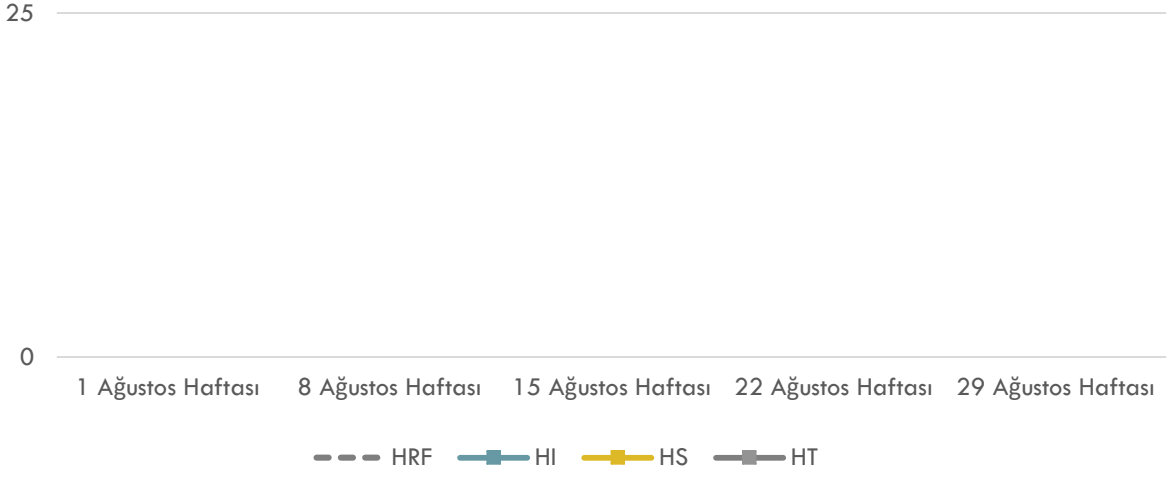 25
0
1 Ağustos Haftası 8 Ağustos Haftası 15 Ağustos Haftası 22 Ağustos Haftası 29 Ağustos Haftası
HRF HI HS HT